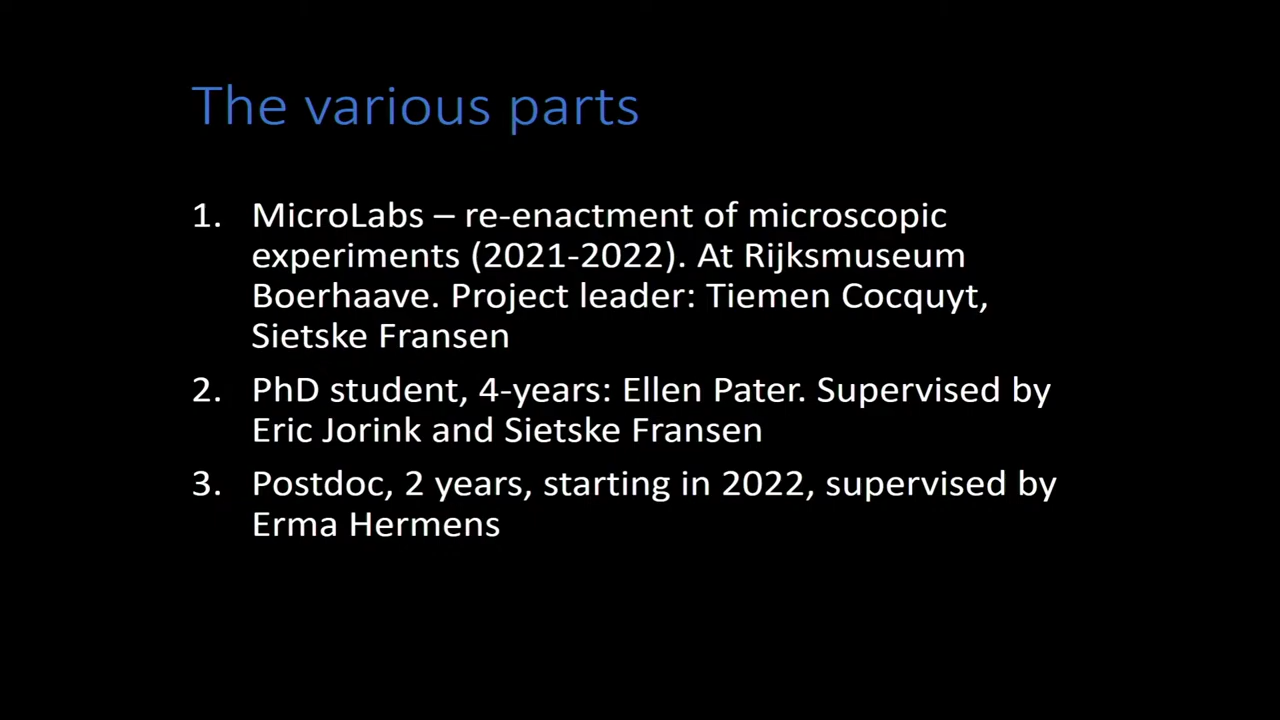 The various parts
1. MicroLabs – re-enactment of microscopic
experiments (2021-2022). At Rijksmuseum
Boerhaave. Project leader: Tiemen Cocquyt,
Sietske Fransen
2. PhD student, 4-years: Ellen Pater. Supervised by
Eric Jorink and Sietske Fransen
3. Postdoc, 2 years, starting in 2022, supervised by
Erma Hermens